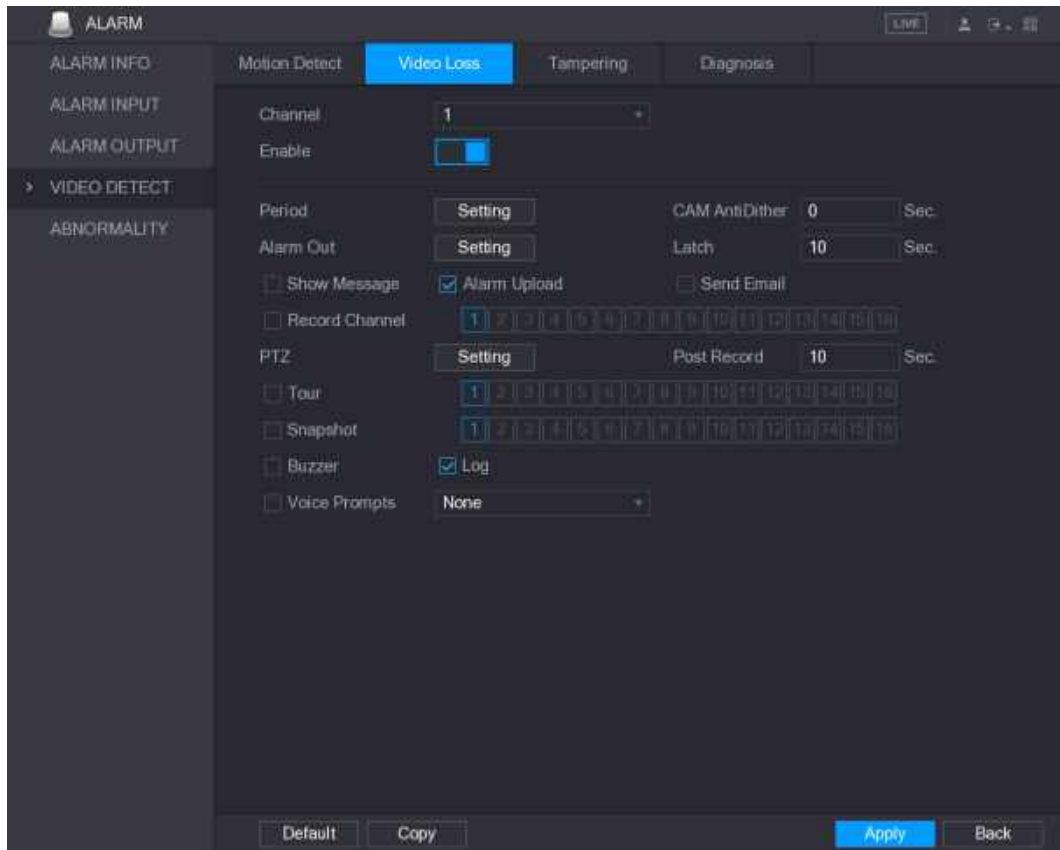 ALARM
LIVE
ALARM INFO
ALARM INPUT
ALARM OUTPUT
VIDEO DETECT
ABNORMALITY
Motion Detect Video Loss Tampering Diagnosis
Channel 1
Enable
Period Setting CAM AntiDither 0 Sec.
Alarm Out Setting Latch 10 Sec.
Show Message Alarm Upload Send Email
Record Channel 1 2 3 4 5 6 7 8 9 10 11 12 13 14 15 16
PTZ Setting Post Record 10 Sec.
Tour 1 2 3 4 5 6 7 8 9 10 11 12 13 14 15 16
Snapshot 1 2 3 4 5 6 7 8 9 10 11 12 13 14 15 16
Buzzer Log
Voice Prompts None
Default Copy Apply Back